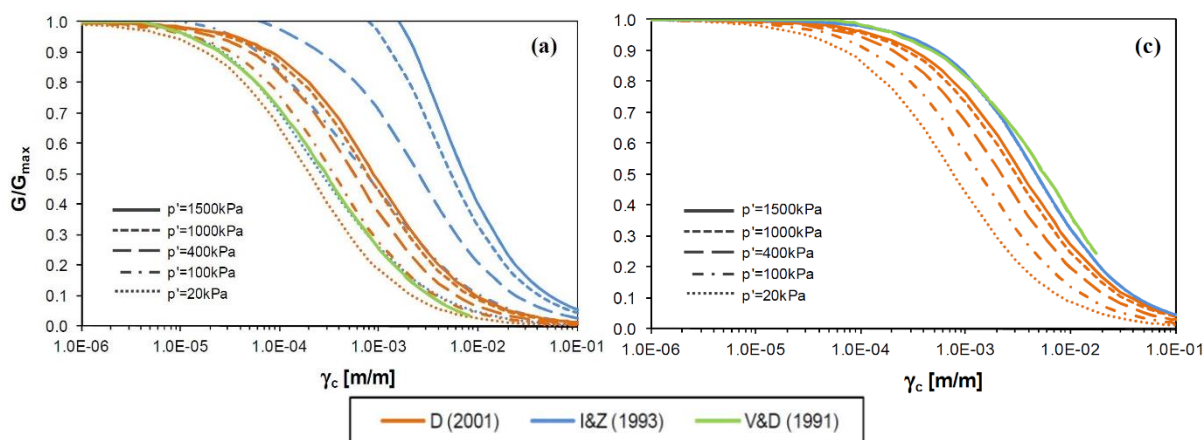 G/Gmax
1.0
0.9
0.8
0.7
0.6
0.5
0.4
0.3
0.2
0.1
0.0
(a)
p'=1500kPa
p'=1000kPa
p'=400kPa
p'=100kPa
p'=20kPa
1.0E-06 1.0E-05 1.0E-04 1.0E-03 1.0E-02 1.0E-01
γc [m/m]
1.0
0.9
0.8
0.7
0.6
0.5
0.4
0.3
0.2
0.1
0.0
(c)
p'=1500kPa
p'=1000kPa
p'=400kPa
p'=100kPa
p'=20kPa
1.0E-06 1.0E-05 1.0E-04 1.0E-03 1.0E-02 1.0E-01
γc [m/m]
D (2001) I&Z (1993) V&D (1991)